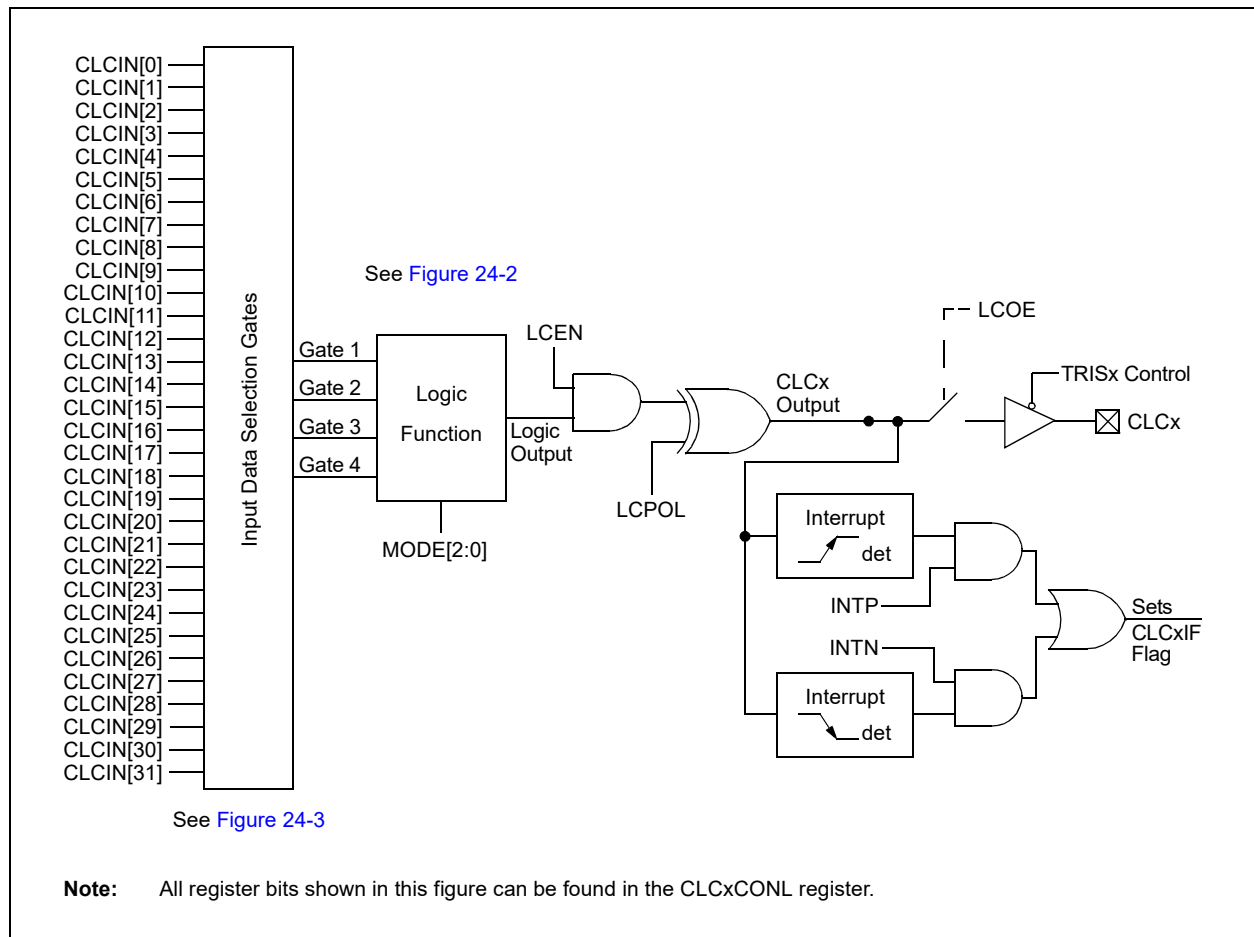 CLCIN[0]
CLCIN[1]
CLCIN[2]
CLCIN[3]
CLCIN[4]
CLCIN[5]
CLCIN[6]
CLCIN[7]
CLCIN[8]
CLCIN[9]
CLCIN[10]
CLCIN[11]
CLCIN[12]
CLCIN[13]
CLCIN[14]
CLCIN[15]
CLCIN[16]
CLCIN[17]
CLCIN[18]
CLCIN[19]
CLCIN[20]
CLCIN[21]
CLCIN[22]
CLCIN[23]
CLCIN[24]
CLCIN[25]
CLCIN[26]
CLCIN[27]
CLCIN[28]
CLCIN[29]
CLCIN[30]
CLCIN[31]
Input Data Selection Gates
See Figure 24-3
Gate 1
Gate 2
Gate 3
Gate 4
See Figure 24-2
Logic
Function
MODE[2:0]
Logic
Output
LCEN
LCPOL
CLCx
Output
LCOE
TRISx Control
CLCx
Interrupt
det
INTP
INTN
Interrupt
det
Sets
CLCxIF
Flag
Note: All register bits shown in this figure can be found in the CLCxCONL register.